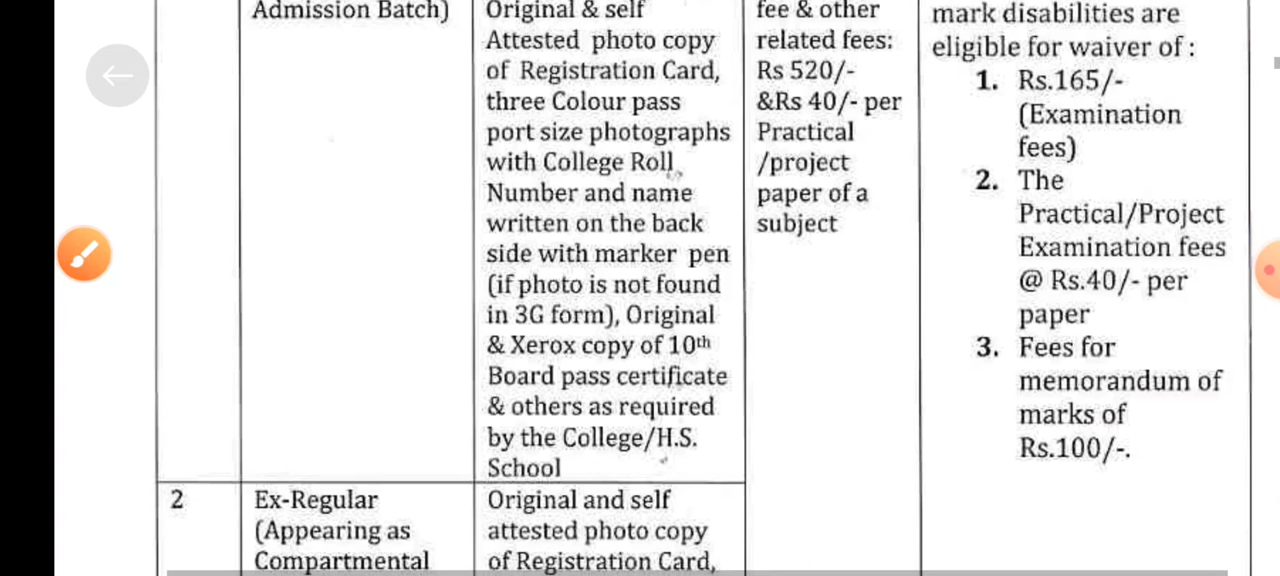 Admission Batch)
Original & self
Attested photo copy
of Registration Card,
three Colour pass
port size photographs
with College Roll
Number and name
written on the back
side with marker pen
(if photo is not found
in 3G form), Original
& Xerox copy of 10th
Board pass certificate
& others as required
by the College/H.S.
School
fee & other
related fees:
Rs 520/-
&Rs 40/- per
Practical
/project
paper of a
subject
mark disabilities are
eligible for waiver of :
1. Rs.165/-
(Examination
fees)
2. The
Practical/Project
Examination fees
@ Rs.40/- per
paper
3. Fees for
memorandum of
marks of
Rs.100/-.
2
Ex-Regular
(Appearing as
Compartmental
Original and self
attested photo copy
of Registration Card,